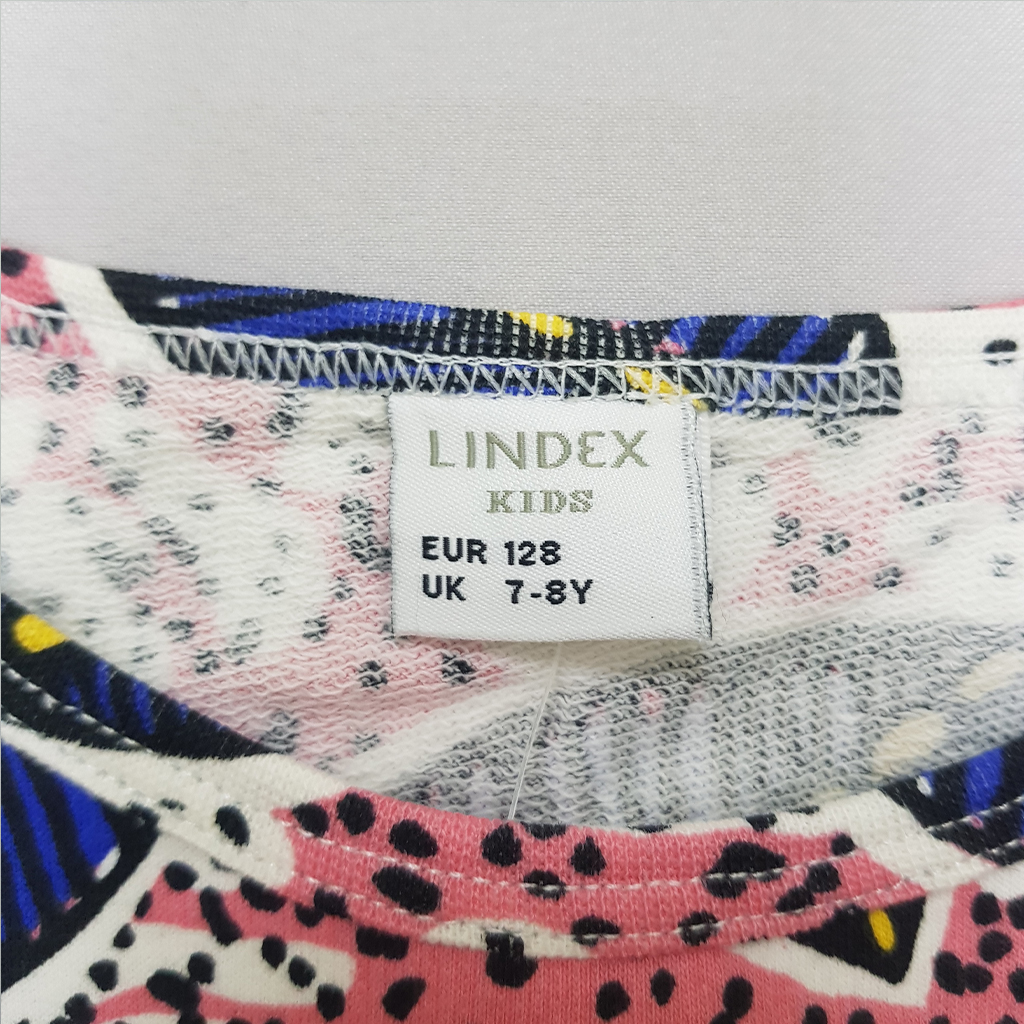 LINDEX
KIDS
EUR 128
UK 7-8Y